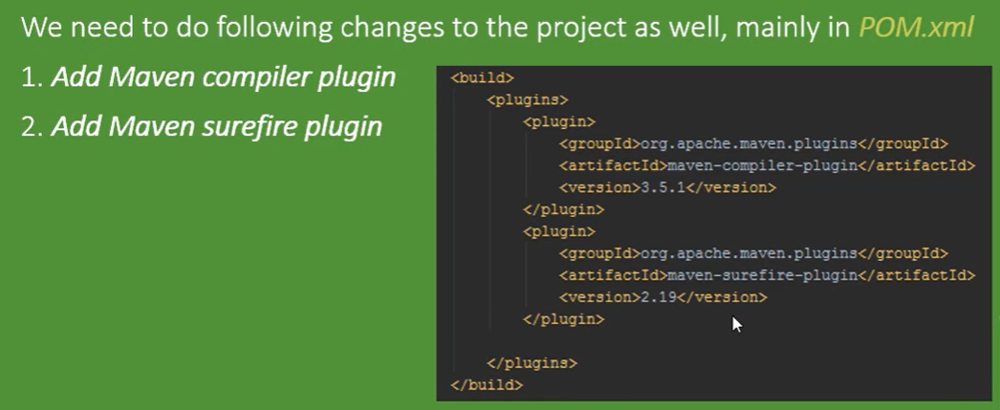 We need to do following changes to the project as well, mainly in POM.xml
1. Add Maven compiler plugin
2. Add Maven surefire plugin
<build>
<plugins>
<plugin>
<groupId>org.apache.maven.plugins</groupId>
<artifactId>maven-compiler-plugin</artifactId>
<version>3.5.1</version>
</plugin>
<plugin>
<groupId>org.apache.maven.plugins</groupId>
<artifactId>maven-surefire-plugin</artifactId>
<version>2.19</version>
</plugin>
</plugins>
</build>